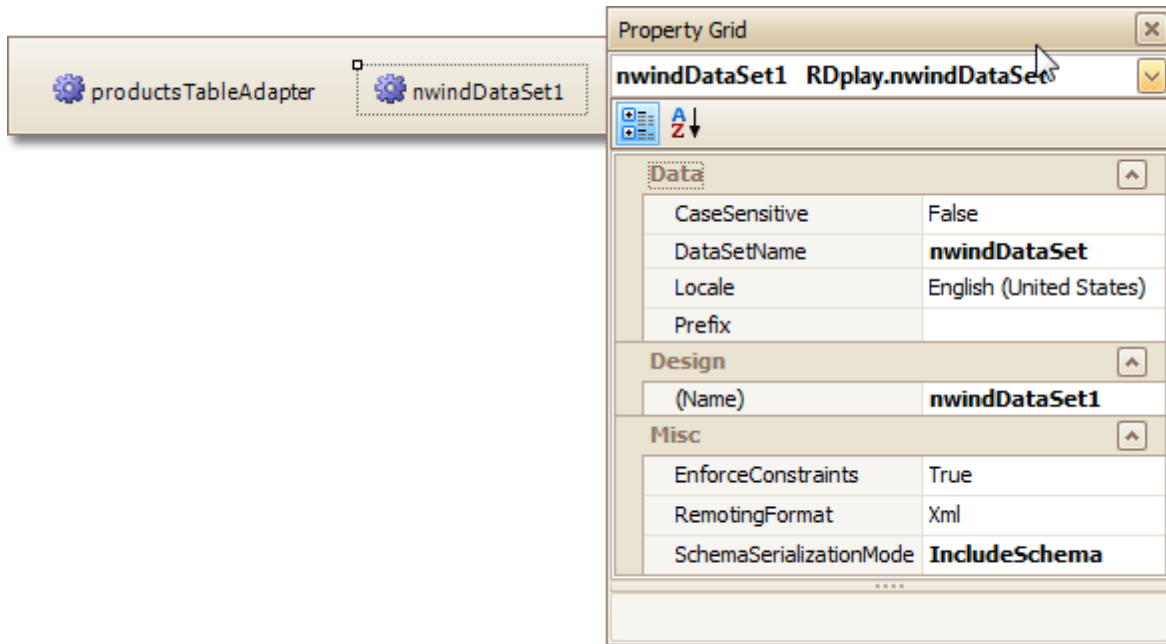 productsTableAdapter
nwindDataSet1
Property Grid
nwindDataSet1 RDplay.nwindDataSet
A
Z
Data
CaseSensitive False
DataSetName nwindDataSet
Locale English (United States)
Prefix
Design
(Name) nwindDataSet1
Misc
EnforceConstraints True
RemotingFormat Xml
SchemaSerializationMode IncludeSchema